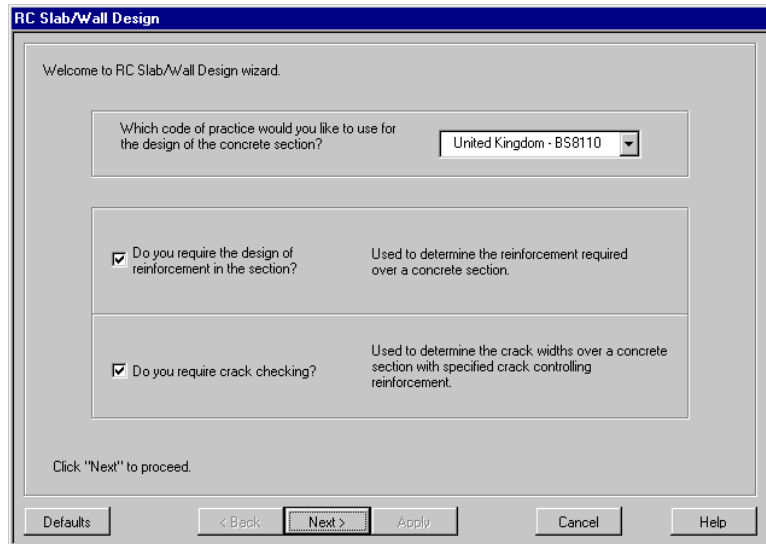 RC Slab/Wall Design
Welcome to RC Slab/Wall Design wizard.
Which code of practice would you like to use for
the design of the concrete section?
United Kingdom - BS8110
Do you require the design of
reinforcement in the section?
Used to determine the reinforcement required
over a concrete section.
Do you require crack checking?
Used to determine the crack widths over a concrete
section with specified crack controlling
reinforcement.
Click "Next" to proceed.
Defaults
< Back
Next >
Apply
Cancel
Help